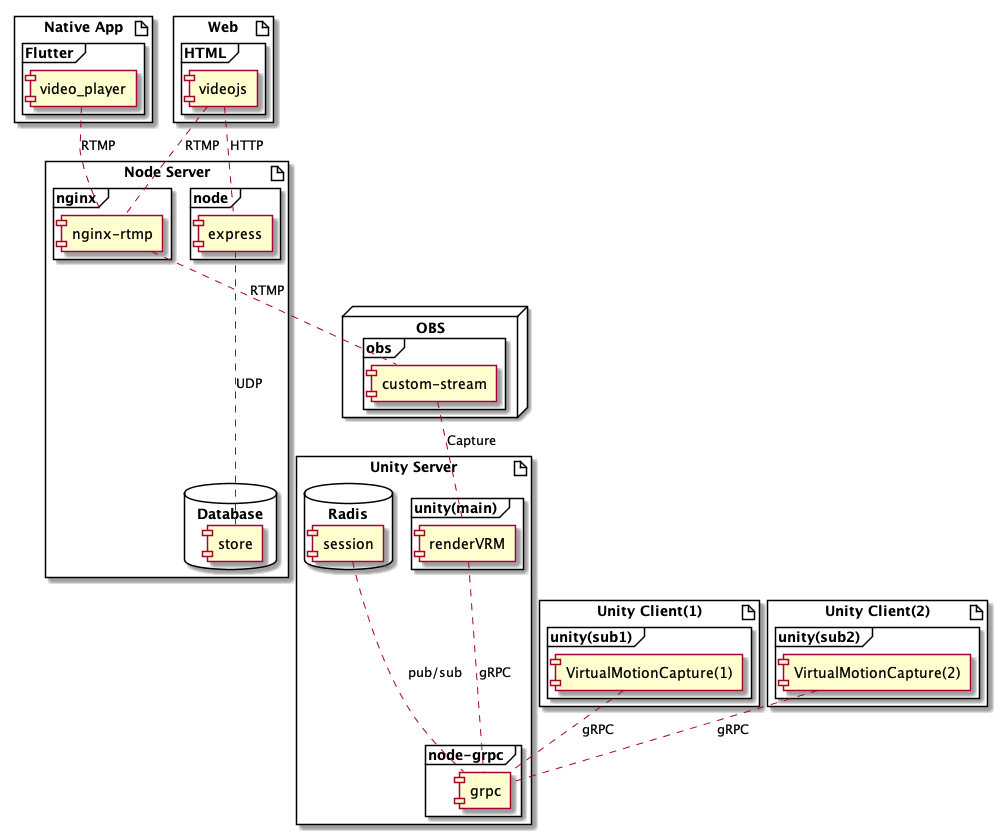 Native App
Web
Flutter
HTML
video_player
videojs
RTMP
RTMP
HTTP
Node Server
nginx
node
nginx-rtmp
express
RTMP
OBS
obs
custom-stream
UDP
Capture
Unity Server
Database
Radis
unity(main)
store
session
renderVRM
Unity Client(1)
Unity Client(2)
unity(sub1)
unity(sub2)
VirtualMotionCapture(1)
VirtualMotionCapture(2)
pub/sub
gRPC
gRPC
gRPC
node-grpc
grpc